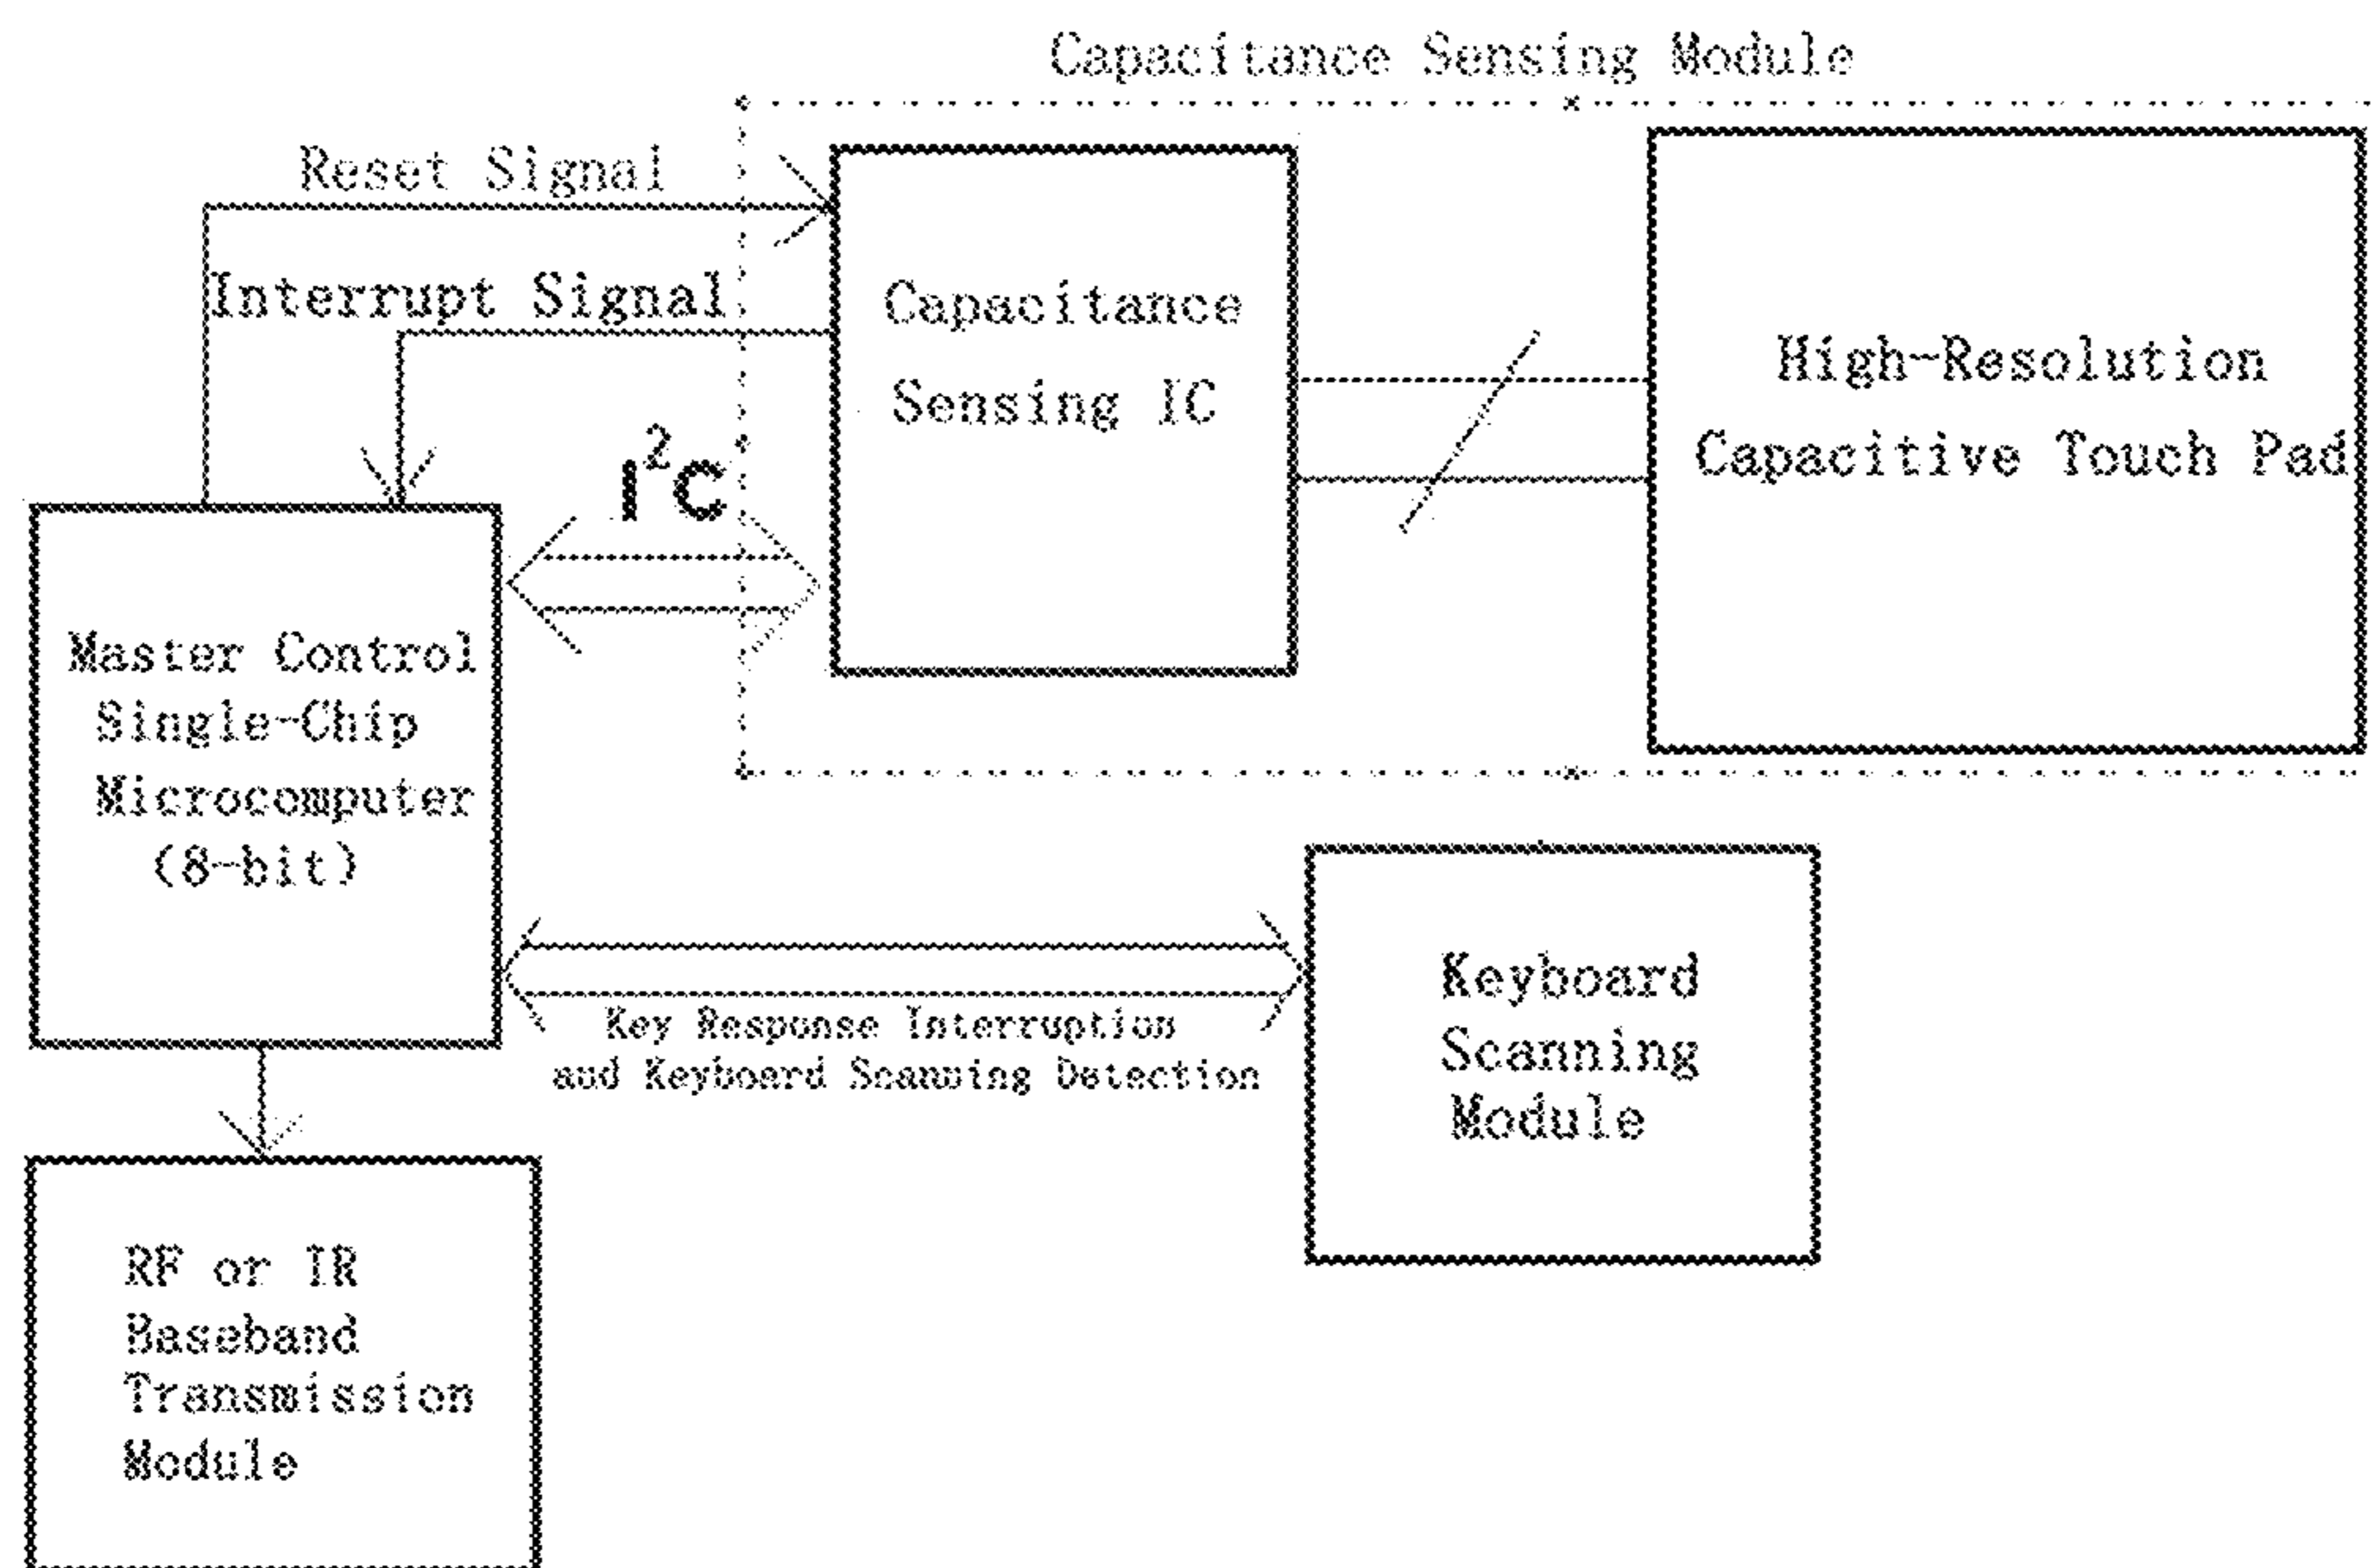 Capacitance Sensing Module
Reset Signal
Interrupt Signal
Capacitance
Sensing IC
High-Resolution
Capacitive Touch Pad
I²C
Master Control
Single-Chip
Microcomputer
(8-bit)
Key Response Interruption
and Keyboard Scanning Detection
Keyboard
Scanning
Module
RF or IR
Baseband
Transmission
Module